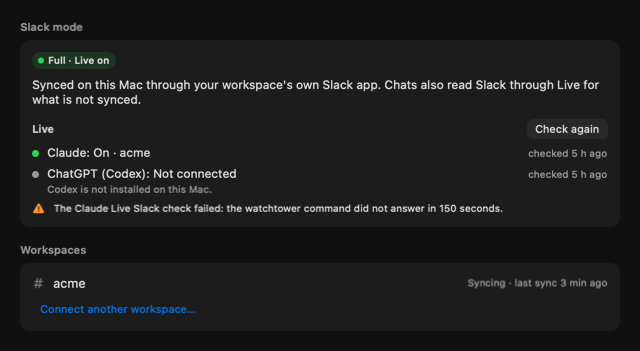 Slack mode
Full · Live on
Synced on this Mac through your workspace's own Slack app. Chats also read Slack through Live for
what is not synced.
Live
Check again
Claude: On · acme
checked 5 h ago
ChatGPT (Codex): Not connected
checked 5 h ago
Codex is not installed on this Mac.
The Claude Live Slack check failed: the watchtower command did not answer in 150 seconds.
Workspaces
# acme
Syncing · last sync 3 min ago
Connect another workspace...